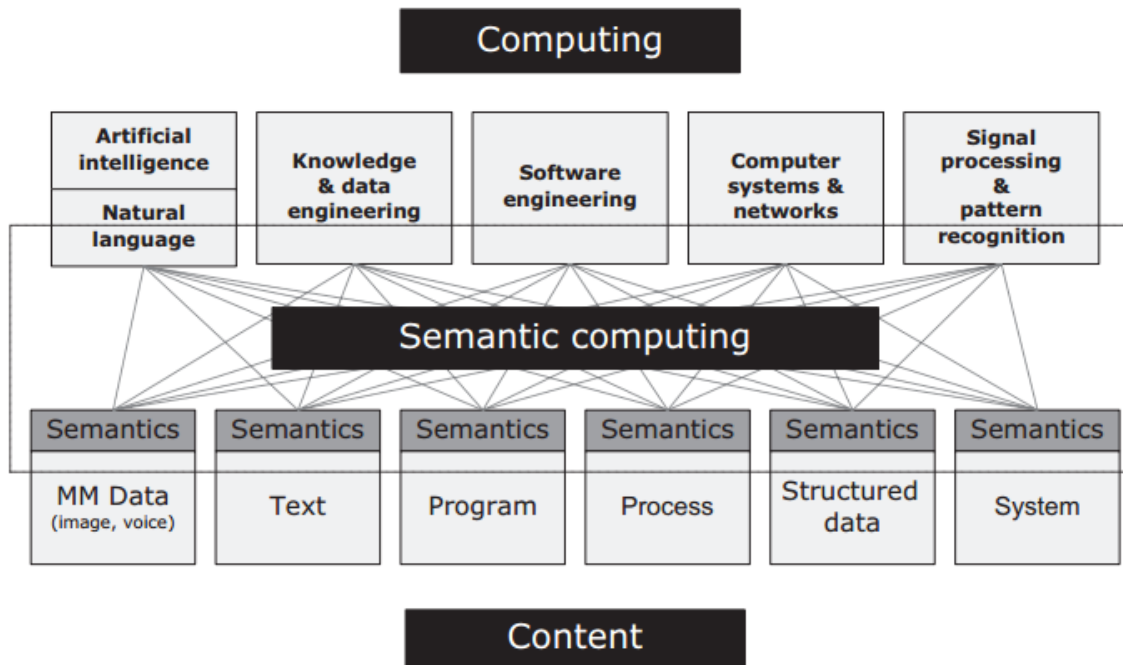 Computing
Artificial
intelligence
Natural
language
Knowledge
& data
engineering
Software
engineering
Computer
systems &
networks
Signal
processing
&
pattern
recognition
Semantic computing
Semantics
MM Data
(image, voice)
Semantics
Text
Semantics
Program
Semantics
Process
Semantics
Structured
data
Semantics
System
Content